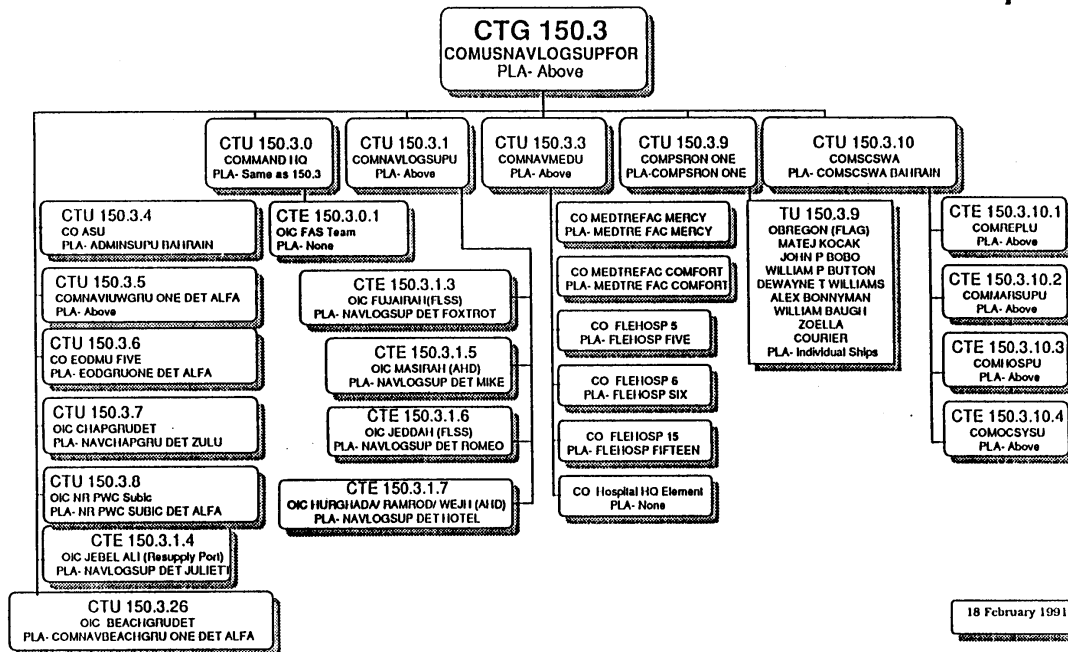 CTG 150.3
COMUSNAVLOGSUPFOR
PLA- Above
CTU 150.3.0
COMMAND HQ
PLA- Same as 150.3
CTU 150.3.1
COMNAVLOGSUPU
PLA- Above
CTU 150.3.3
COMNAVMEDU
PLA- Above
CTU 150.3.9
COMPSRON ONE
PLA-COMPSRON ONE
CTU 150.3.10
COMSCSWA
PLA- COMSCSWA BAHRAIN
CTU 150.3.4
CO ASU
PLA- ADMINSUPU BAHRAIN
CTU 150.3.5
COMNAVIUWGRU ONE DET ALFA
PLA- Above
CTU 150.3.6
CO EODMU FIVE
PLA- EODGRUONE DET ALFA
CTU 150.3.7
OIC CHAPGRUDET
PLA- NAVCHAPGRU DET ZULU
CTU 150.3.8
OIC NR PWC Subic
PLA- NR PWC SUBIC DET ALFA
CTE 150.3.1.4
OIC JEBEL ALI (Resupply Port)
PLA- NAVLOGSUP DET JULIETT
CTU 150.3.26
OIC BEACHGRUDET
PLA- COMNAVBEACHGRU ONE DET ALFA
CTE 150.3.0.1
OIC FAS Team
PLA- None
CTE 150.3.1.3
OIC FUJAIRAH(FLSS)
PLA- NAVLOGSUP DET FOXTROT
CTE 150.3.1.5
OIC MASIRAH (AHD)
PLA- NAVLOGSUP DET MIKE
CTE 150.3.1.6
OIC JEDDAH (FLSS)
PLA- NAVLOGSUP DET ROMEO
CTE 150.3.1.7
OIC HURGHADA/ RAMROD/ WEJH (AHD)
PLA- NAVLOGSUP DET HOTEL
CO MEDTREFAC MERCY
PLA- MEDTRE FAC MERCY
CO MEDTREFAC COMFORT
PLA- MEDTRE FAC COMFORT
CO FLEHOSP 5
PLA- FLEHOSP FIVE
CO FLEHOSP 6
PLA- FLEHOSP SIX
CO FLEHOSP 15
PLA- FLEHOSP FIFTEEN
CO Hospital HQ Element
PLA- None
TU 150.3.9
OBREGON (FLAG)
MATEJ KOCAK
JOHN P BOBO
WILLIAM P BUTTON
DEWAYNE T WILLIAMS
ALEX BONNYMAN
WILLIAM BAUGH
ZOELLA
COURIER
PLA- Individual Ships
CTE 150.3.10.1
COMREPLU
PLA- Above
CTE 150.3.10.2
COMMARSUPU
PLA- Above
CTE 150.3.10.3
COMHOSPU
PLA- Above
CTE 150.3.10.4
COMOCSYSU
PLA- Above
18 February 1991